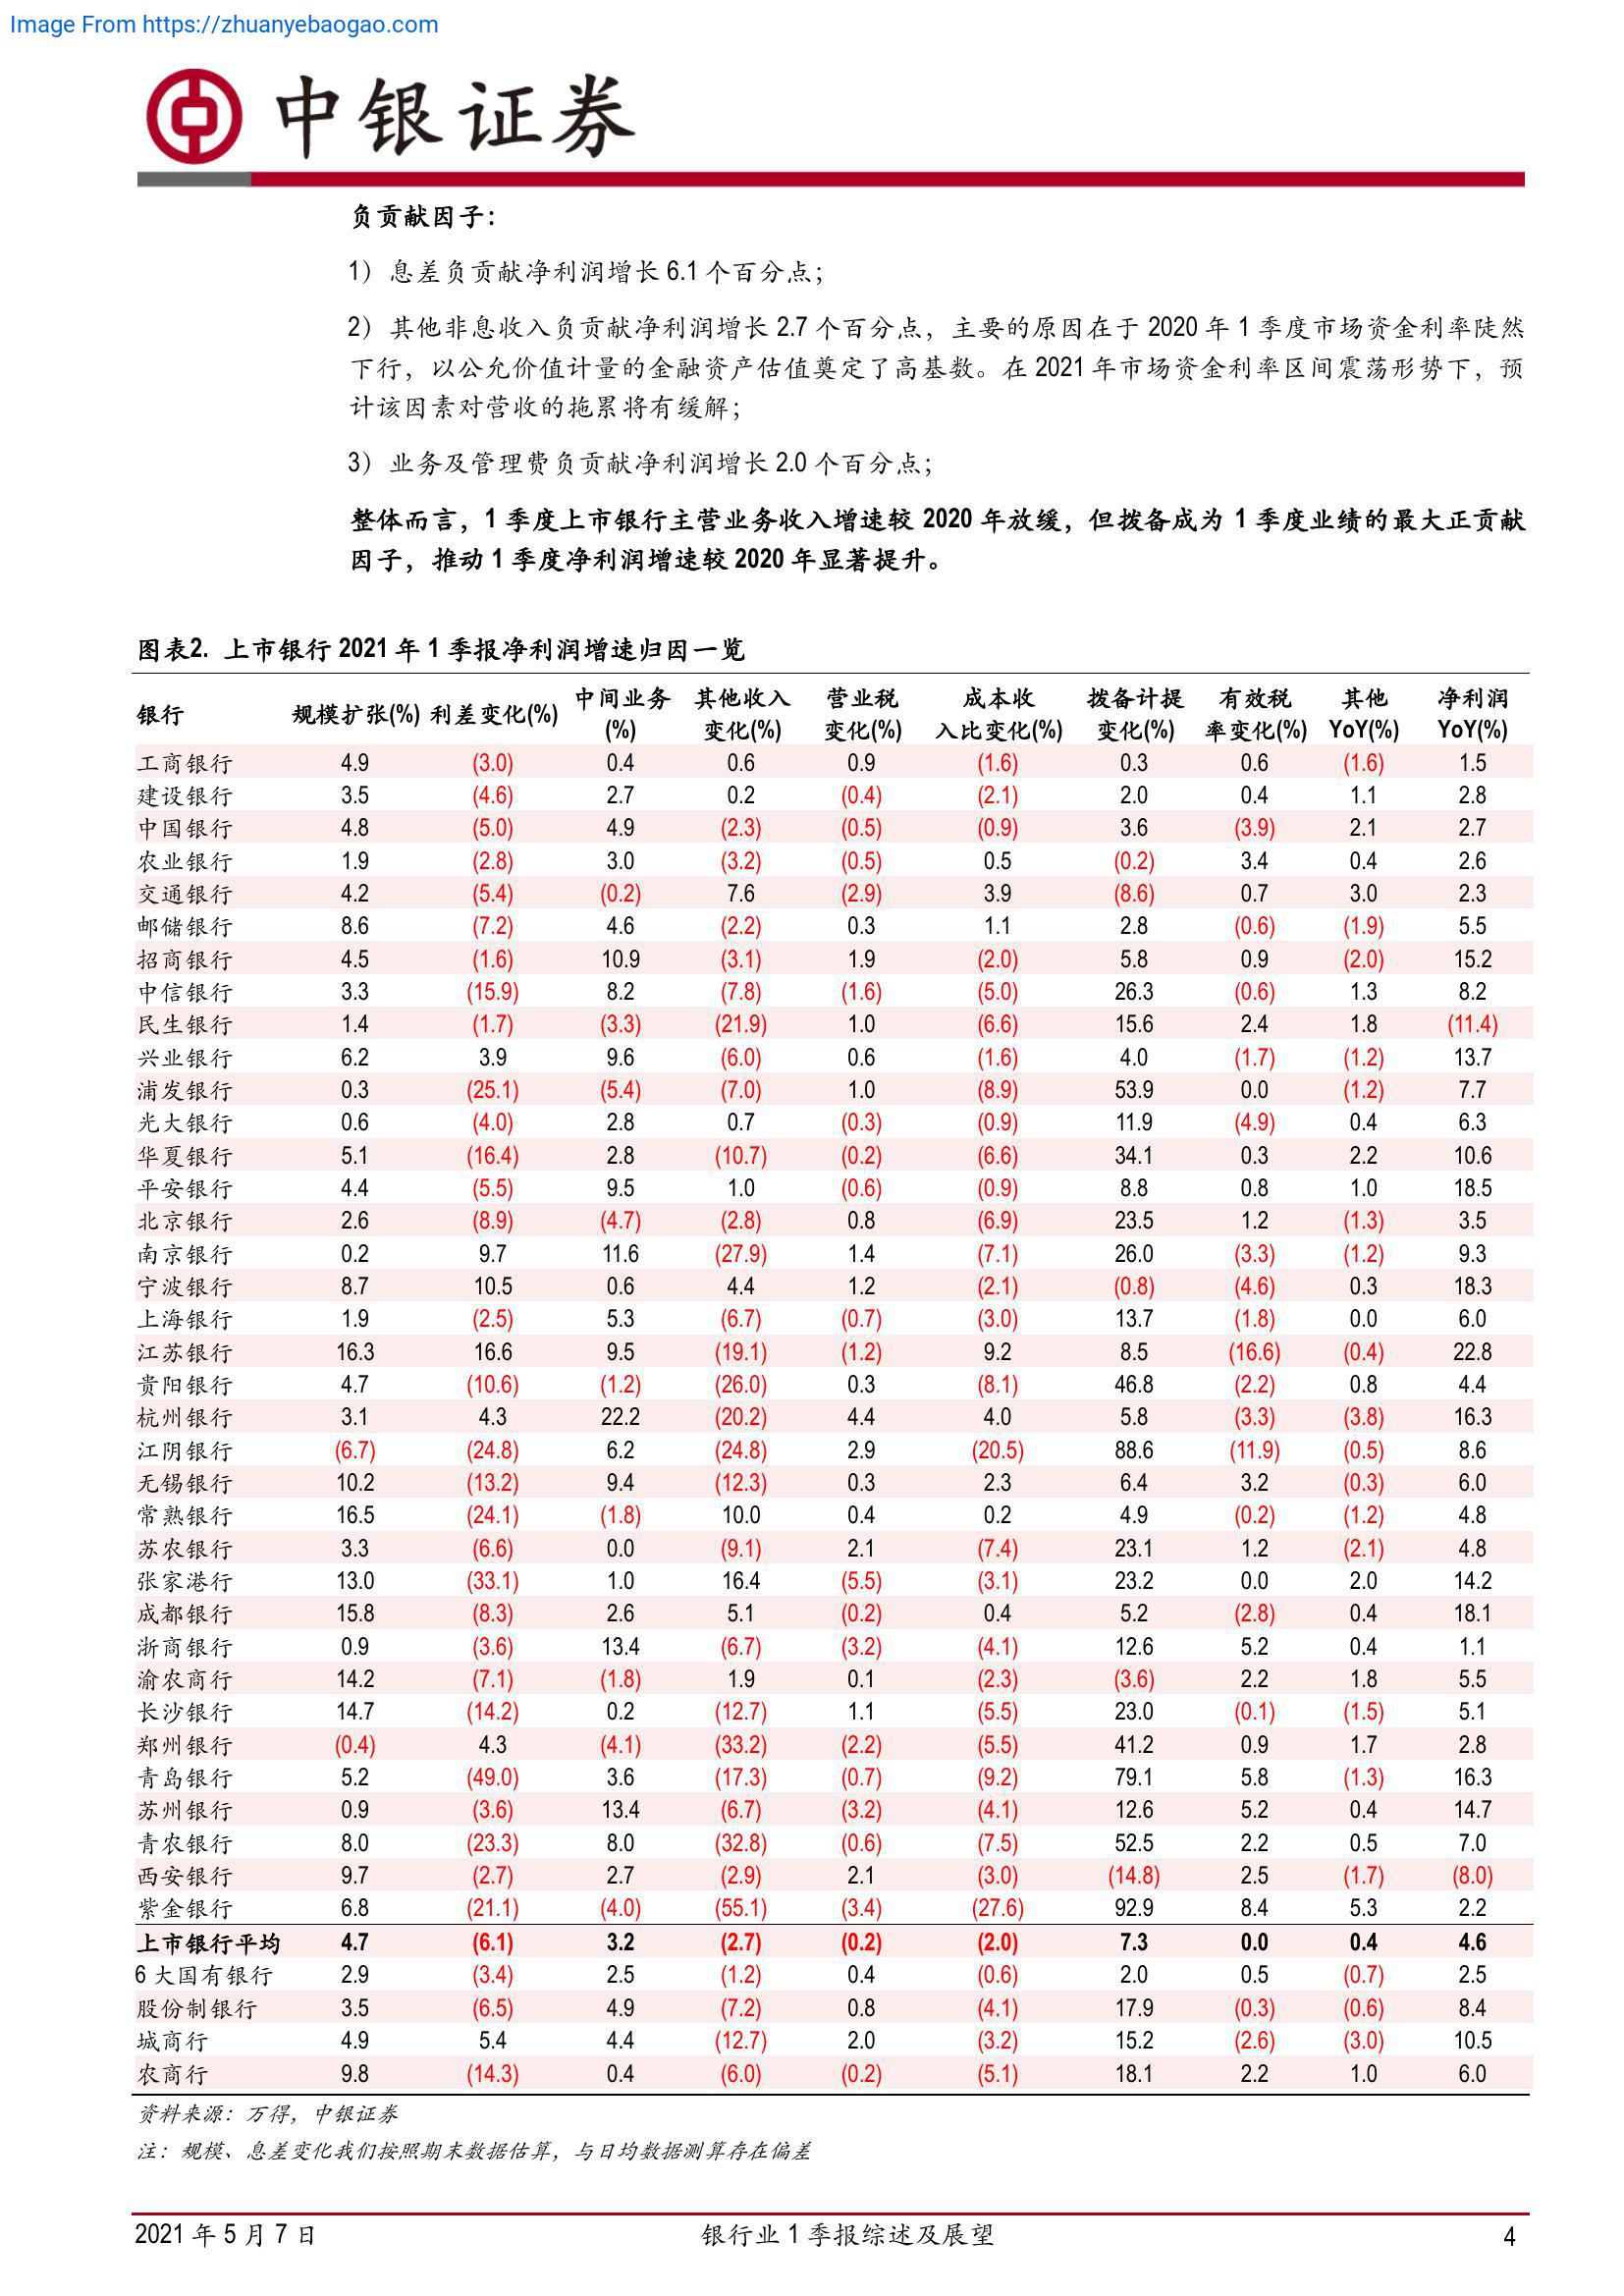 Image From https://zhuanyebaogao.com
中银证券
负贡献因子：
1）息差负贡献净利润增长 6.1 个百分点；
2）其他非息收入负贡献净利润增长 2.7 个百分点，主要的原因在于 2020 年 1 季度市场资金利率陡然
下行，以公允价值计量的金融资产估值奠定了高基数。在 2021 年市场资金利率区间震荡形势下，预
计该因素对营收的拖累将有缓解；
3）业务及管理费负贡献净利润增长 2.0 个百分点；
整体而言，1 季度上市银行主营业务收入增速较 2020 年放缓，但拨备成为 1 季度业绩的最大正贡献
因子，推动 1 季度净利润增速较 2020 年显著提升。
图表2. 上市银行 2021 年 1 季报净利润增速归因一览
银行 规模扩张(%) 利差变化(%) 中间业务(%) 其他收入变化(%) 营业税变化(%) 成本收入比变化(%) 拨备计提变化(%) 有效税率变化(%) 其他YoY(%) 净利润YoY(%)
工商银行 4.9 (3.0) 0.4 0.6 0.9 (1.6) 0.3 0.6 (1.6) 1.5
建设银行 3.5 (4.6) 2.7 0.2 (0.4) (2.1) 2.0 0.4 1.1 2.8
中国银行 4.8 (5.0) 4.9 (2.3) (0.5) (0.9) 3.6 (3.9) 2.1 2.7
农业银行 1.9 (2.8) 3.0 (3.2) (0.5) 0.5 (0.2) 3.4 0.4 2.6
交通银行 4.2 (5.4) (0.2) 7.6 (2.9) 3.9 (8.6) 0.7 3.0 2.3
邮储银行 8.6 (7.2) 4.6 (2.2) 0.3 1.1 2.8 (0.6) (1.9) 5.5
招商银行 4.5 (1.6) 10.9 (3.1) 1.9 (2.0) 5.8 0.9 (2.0) 15.2
中信银行 3.3 (15.9) 8.2 (7.8) (1.6) (5.0) 26.3 (0.6) 1.3 8.2
民生银行 1.4 (1.7) (3.3) (21.9) 1.0 (6.6) 15.6 2.4 1.8 (11.4)
兴业银行 6.2 3.9 9.6 (6.0) 0.6 (1.6) 4.0 (1.7) (1.2) 13.7
浦发银行 0.3 (25.1) (5.4) (7.0) 1.0 (8.9) 53.9 0.0 (1.2) 7.7
光大银行 0.6 (4.0) 2.8 0.7 (0.3) (0.9) 11.9 (4.9) 0.4 6.3
华夏银行 5.1 (16.4) 2.8 (10.7) (0.2) (6.6) 34.1 0.3 2.2 10.6
平安银行 4.4 (5.5) 9.5 1.0 (0.6) (0.9) 8.8 0.8 1.0 18.5
北京银行 2.6 (8.9) (4.7) (2.8) 0.8 (6.9) 23.5 1.2 (1.3) 3.5
南京银行 0.2 9.7 11.6 (27.9) 1.4 (7.1) 26.0 (3.3) (1.2) 9.3
宁波银行 8.7 10.5 0.6 4.4 1.2 (2.1) (0.8) (4.6) 0.3 18.3
上海银行 1.9 (2.5) 5.3 (6.7) (0.7) (3.0) 13.7 (1.8) 0.0 6.0
江苏银行 16.3 16.6 9.5 (19.1) (1.2) 9.2 8.5 (16.6) (0.4) 22.8
贵阳银行 4.7 (10.6) (1.2) (26.0) 0.3 (8.1) 46.8 (2.2) 0.8 4.4
杭州银行 3.1 4.3 22.2 (20.2) 4.4 4.0 5.8 (3.3) (3.8) 16.3
江阴银行 (6.7) (24.8) 6.2 (24.8) 2.9 (20.5) 88.6 (11.9) (0.5) 8.6
无锡银行 10.2 (13.2) 9.4 (12.3) 0.3 2.3 6.4 3.2 (0.3) 6.0
常熟银行 16.5 (24.1) (1.8) 10.0 0.4 0.2 4.9 (0.2) (1.2) 4.8
苏农银行 3.3 (6.6) 0.0 (9.1) 2.1 (7.4) 23.1 1.2 (2.1) 4.8
张家港行 13.0 (33.1) 1.0 16.4 (5.5) (3.1) 23.2 0.0 2.0 14.2
成都银行 15.8 (8.3) 2.6 5.1 (0.2) 0.4 5.2 (2.8) 0.4 18.1
浙商银行 0.9 (3.6) 13.4 (6.7) (3.2) (4.1) 12.6 5.2 0.4 1.1
渝农商行 14.2 (7.1) (1.8) 1.9 0.1 (2.3) (3.6) 2.2 1.8 5.5
长沙银行 14.7 (14.2) 0.2 (12.7) 1.1 (5.5) 23.0 (0.1) (1.5) 5.1
郑州银行 (0.4) 4.3 (4.1) (33.2) (2.2) (5.5) 41.2 0.9 1.7 2.8
青岛银行 5.2 (49.0) 3.6 (17.3) (0.7) (9.2) 79.1 5.8 (1.3) 16.3
苏州银行 0.9 (3.6) 13.4 (6.7) (3.2) (4.1) 12.6 5.2 0.4 14.7
青农银行 8.0 (23.3) 8.0 (32.8) (0.6) (7.5) 52.5 2.2 0.5 7.0
西安银行 9.7 (2.7) 2.7 (2.9) 2.1 (3.0) (14.8) 2.5 (1.7) (8.0)
紫金银行 6.8 (21.1) (4.0) (55.1) (3.4) (27.6) 92.9 8.4 5.3 2.2
上市银行平均 4.7 (6.1) 3.2 (2.7) (0.2) (2.0) 7.3 0.0 0.4 4.6
6 大国有银行 2.9 (3.4) 2.5 (1.2) 0.4 (0.6) 2.0 0.5 (0.7) 2.5
股份制银行 3.5 (6.5) 4.9 (7.2) 0.8 (4.1) 17.9 (0.3) (0.6) 8.4
城商行 4.9 5.4 4.4 (12.7) 2.0 (3.2) 15.2 (2.6) (3.0) 10.5
农商行 9.8 (14.3) 0.4 (6.0) (0.2) (5.1) 18.1 2.2 1.0 6.0
资料来源：万得，中银证券
注：规模、息差变化我们按照期末数据估算，与日均数据测算存在偏差
2021 年 5 月 7 日 银行业 1 季报综述及展望 4